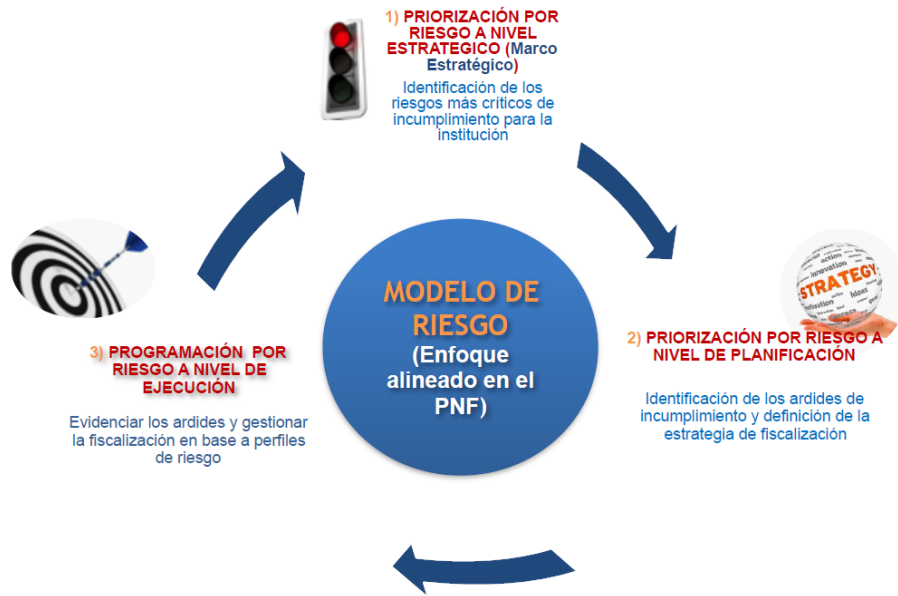 1) PRIORIZACIÓN POR
RIESGO A NIVEL
ESTRATEGICO (Marco
Estratégico)
Identificación de los
riesgos más críticos de
incumplimiento para la
institución
action
innovation
STRATEGY
Ideas
MODELO DE
RIESGO
(Enfoque
alineado en el
PNF)
2) PRIORIZACIÓN POR RIESGO A
NIVEL DE PLANIFICACIÓN
Identificación de los ardides de
incumplimiento y definición de la
estrategia de fiscalización
3) PROGRAMACIÓN POR
RIESGO A NIVEL DE
EJECUCIÓN
Evidenciar los ardides y gestionar
la fiscalización en base a perfiles
de riesgo